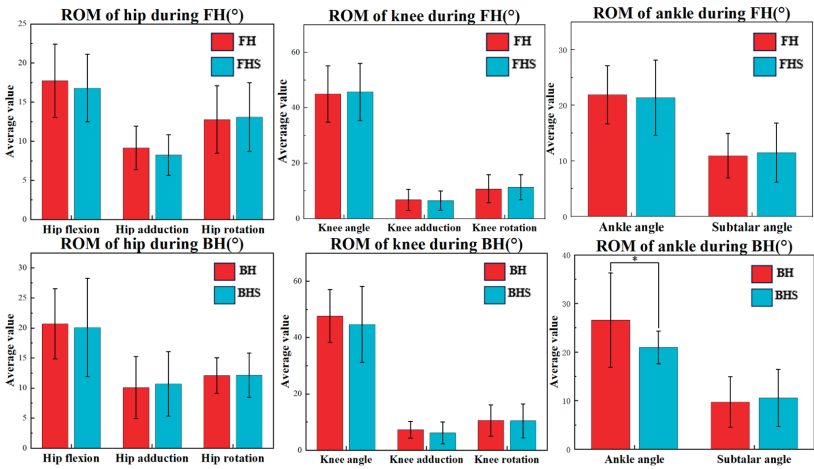 ROM of hip during FH(°)
Average value
25
20
15
10
5
0
FH
FHS
Hip flexion Hip adduction Hip rotation
ROM of knee during FH(°)
Averaage value
60
40
20
0
FH
FHS
Knee angle Knee adduction Knee rotation
ROM of ankle during FH(°)
Average value
30
20
10
0
FH
FHS
Ankle angle Subtalar angle
ROM of hip during BH(°)
Average value
30
25
20
15
10
5
0
BH
BHS
Hip flexion Hip adduction Hip rotation
ROM of knee during BH(°)
Average value
60
40
20
0
BH
BHS
Knee angle Knee adduction Knee rotation
ROM of ankle during BH(°)
Average value
40
30
20
10
0
*
BH
BHS
Ankle angle Subtalar angle